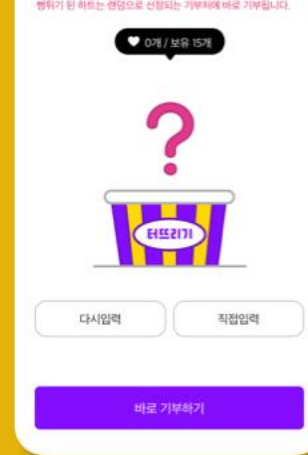 뻥튀기 된 하트는 랜덤으로 선정되는 기부처에 바로 기부됩니다.
0개 / 보유 15개
?
터뜨리기
다시입력
직접입력
바로 기부하기